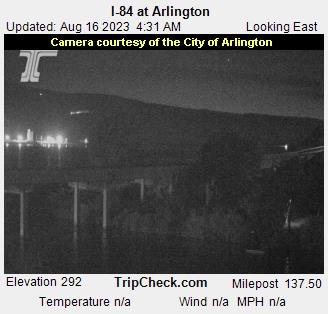 I-84 at Arlington
Updated: Aug 16 2023 4:31 AM Looking East
Camera courtesy of the City of Arlington
Elevation 292 TripCheck.com Milepost 137.50
Temperature n/a Wind n/a MPH n/a